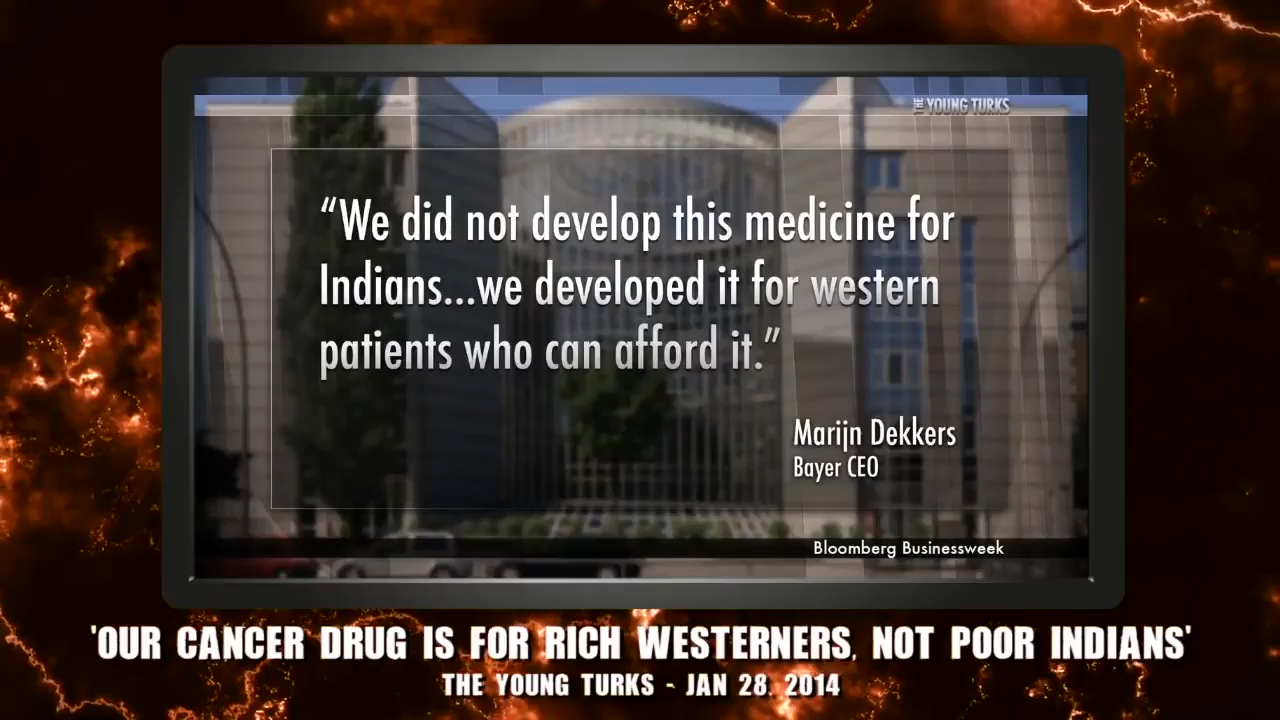 THE YOUNG TURKS
“We did not develop this medicine for
Indians...we developed it for western
patients who can afford it.”
Marijn Dekkers
Bayer CEO
Bloomberg Businessweek
'OUR CANCER DRUG IS FOR RICH WESTERNERS, NOT POOR INDIANS'
THE YOUNG TURKS - JAN 28, 2014